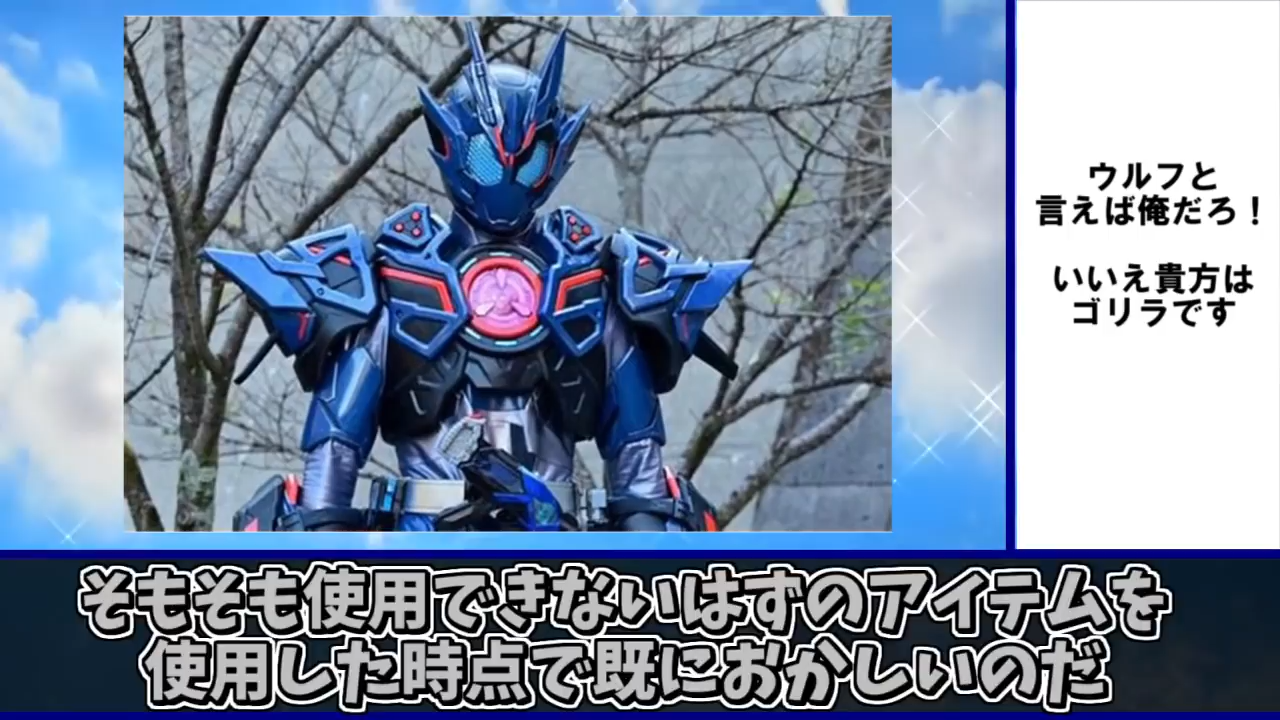 ウルフと
言えば俺だろ！
いいえ貴方は
ゴリラです
そもそも使用できないはずのアイテムを
使用した時点で既におかしいのだ